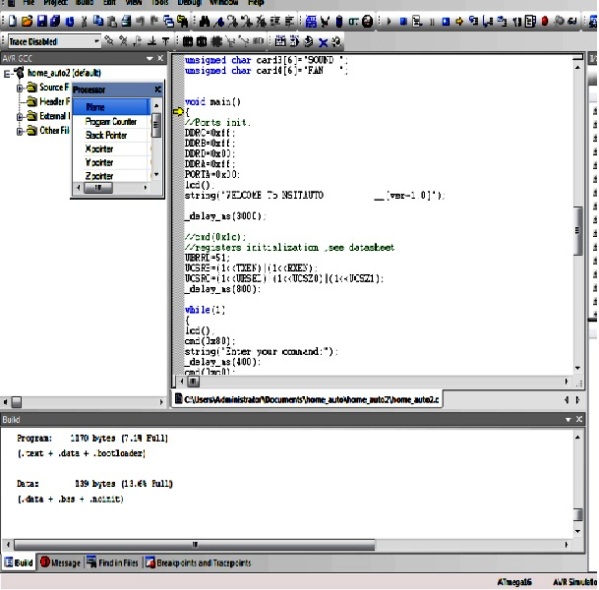 File Project Build Edit View Tools Debug Window Help
Trace Disabled
AVR GCC
home_auto2 (default)
Source F
Header F
External
Other Fil
Processor
Name
Program Counter
Stack Pointer
X pointer
Y pointer
Z pointer
unsigned char card3[6]="SOUND ";
unsigned char card4[6]="FAN   ";
void main()
{
//Ports init.
DDRC=0xff;
DDRB=0xff;
DDRD=0x00;
DDRA=0xff;
PORTA=0x00;
lcd();
string("WELCOME To NSITAUTO        __[ver-1.0]");
_delay_ms(3000);
//cmd(0x1c);
//registers initialization ,see datasheet
UBRRL=51;
UCSRB=(1<<TXEN)|(1<<RXEN);
UCSRC=(1<<URSEL)|(1<<UCSZ0)|(1<<UCSZ1);
_delay_ms(800);
while(1)
{
lcd();
cmd(0x80);
string("Enter your command:");
_delay_ms(400);
cmd(0xc0);
C:\Users\Administrator\Documents\home_auto\home_auto2\home_auto2.c
Build
Program: 1170 bytes (7.1% Full)
(.text + .data + .bootloader)
Data: 139 bytes (13.6% Full)
(.data + .bss + .noinit)
Build Message Find in Files Breakpoints and Tracepoints
ATmega16 AVR Simulato